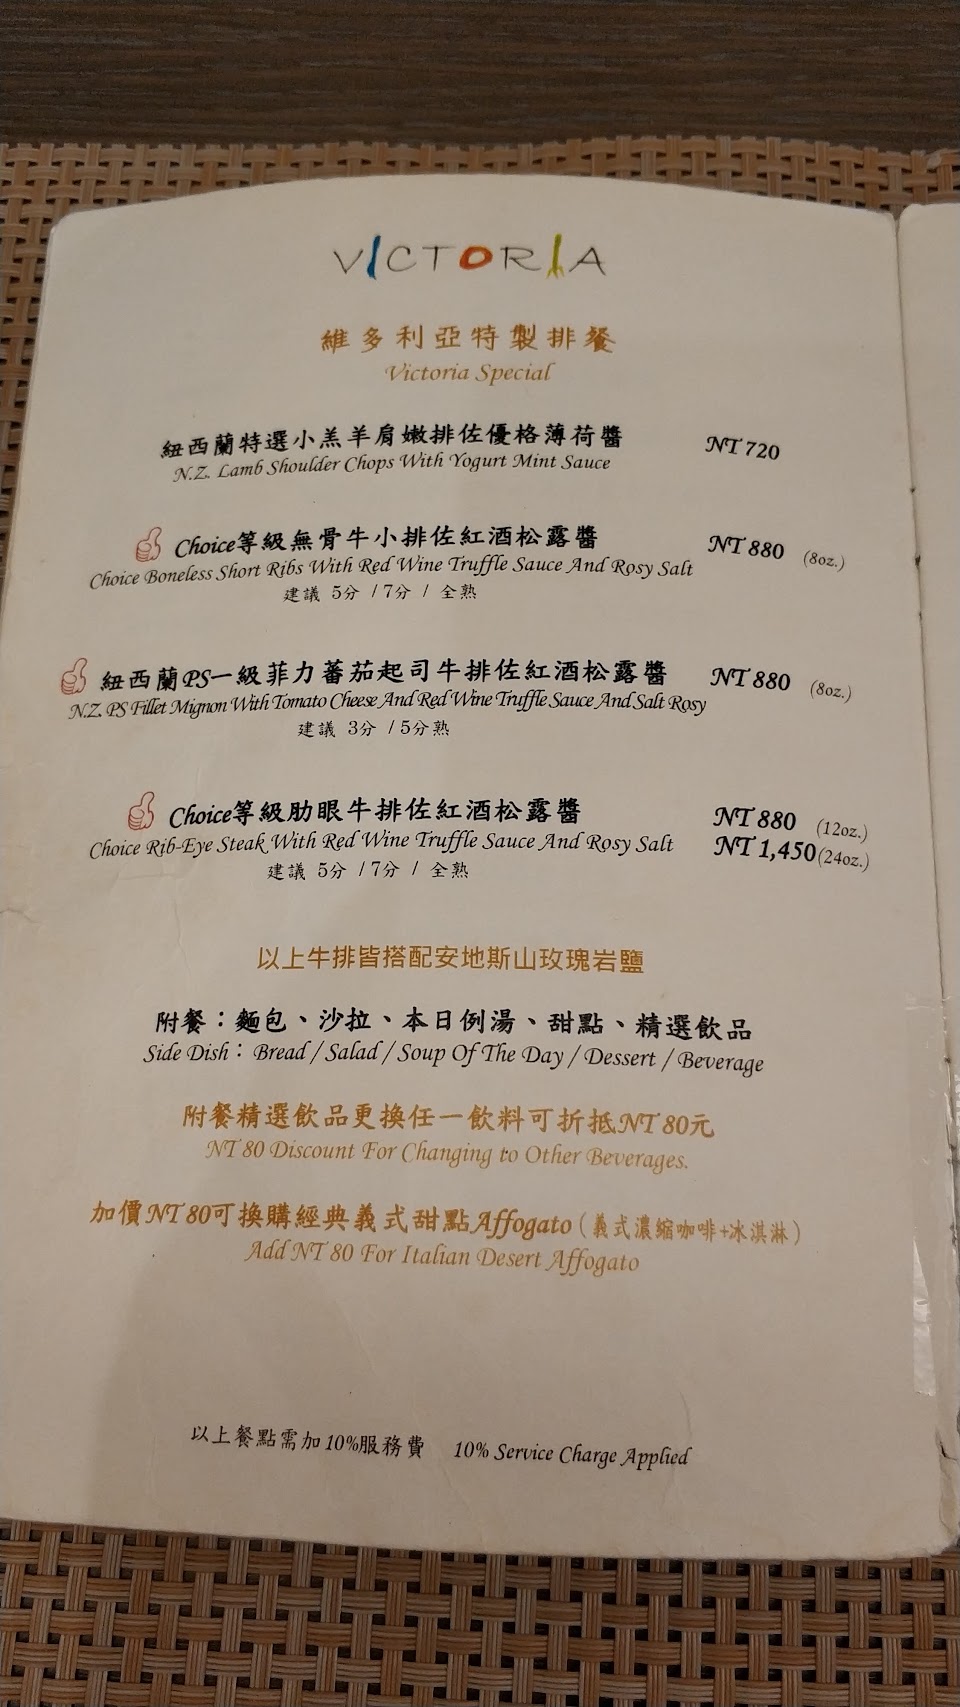 VICTORIA
維多利亞特製排餐
Victoria Special
紐西蘭特選小羔羊肩嫩排佐優格薄荷醬 NT 720
N.Z. Lamb Shoulder Chops With Yogurt Mint Sauce
Choice等級無骨牛小排佐紅酒松露醬 NT 880 (8oz.)
Choice Boneless Short Ribs With Red Wine Truffle Sauce And Rosy Salt
建議 5分 / 7分 / 全熟
紐西蘭PS一級菲力蕃茄起司牛排佐紅酒松露醬 NT 880 (8oz.)
N.Z. PS Fillet Mignon With Tomato Cheese And Red Wine Truffle Sauce And Salt Rosy
建議 3分 / 5分熟
Choice等級肋眼牛排佐紅酒松露醬 NT 880 (12oz.)
Choice Rib-Eye Steak With Red Wine Truffle Sauce And Rosy Salt NT 1,450 (24oz.)
建議 5分 / 7分 / 全熟
以上牛排皆搭配安地斯山玫瑰岩鹽
附餐：麵包、沙拉、本日例湯、甜點、精選飲品
Side Dish： Bread / Salad / Soup Of The Day / Dessert / Beverage
附餐精選飲品更換任一飲料可折抵NT 80元
NT 80 Discount For Changing to Other Beverages.
加價NT 80可換購經典義式甜點Affogato（義式濃縮咖啡+冰淇淋）
Add NT 80 For Italian Desert Affogato
以上餐點需加10%服務費 10% Service Charge Applied